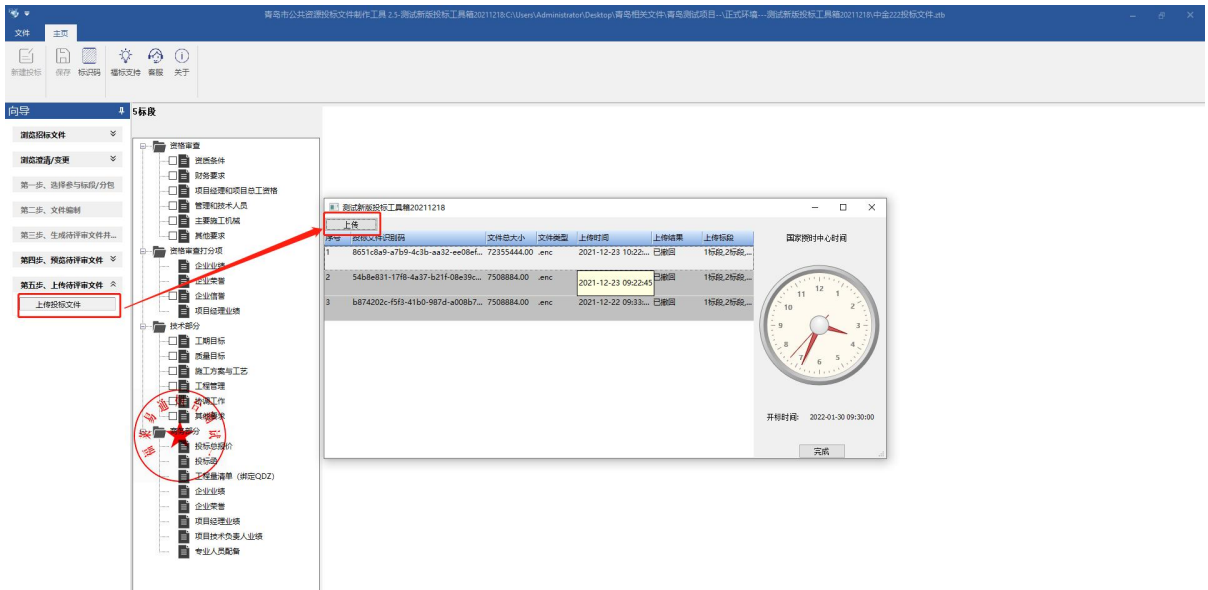 青岛市公共资源投标文件制作工具 2.5-测试新版投标工具箱20211218:C:\Users\Administrator\Desktop\青岛相关文件\青岛测试项目--\正式环境---测试新版投标工具箱20211218\中金222投标文件.ztb
文件 主页
新建投标 保存 标识码 福标支持 客服 关于
向导
浏览招标文件
浏览澄清/变更
第一步、选择参与标段/分包
第二步、文件编制
第三步、生成待评审文件并...
第四步、预览待评审文件
第五步、上传待评审文件
上传投标文件
5标段
资格审查
资质条件
财务要求
项目经理和项目总工资格
管理和技术人员
主要施工机械
其他要求
资格审查打分项
企业业绩
企业荣誉
企业信誉
项目经理业绩
技术部分
工期目标
质量目标
施工方案与工艺
工程管理
协调工作
其他要求
商务部分
投标总报价
投标函
工程量清单（绑定QDZ）
企业业绩
企业荣誉
项目经理业绩
项目技术负责人业绩
专业人员配备
测试新版投标工具箱20211218
上传
序号 投标文件识别码 文件总大小 文件类型 上传时间 上传结果 上传标段
1 8651c8a9-a7b9-4c3b-aa32-ee08ef... 72355444.00 .enc 2021-12-23 10:22:... 已撤回 1标段,2标段,...
2 54b8e831-17f8-4a37-b21f-08e39c... 7508884.00 .enc 2021-12-23 09:22:45 已撤回 1标段,2标段,...
3 b874202c-f5f3-41b0-987d-a008b7... 7508884.00 .enc 2021-12-22 09:33:... 已撤回 1标段,2标段,...
国家授时中心时间
12
11 1
10 2
9 3
8 4
7 5
6
开标时间: 2022-01-30 09:30:00
完成